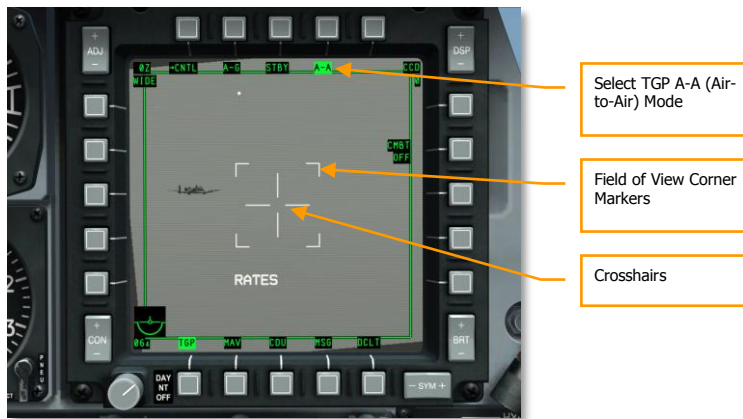 +
ADJ
−
0Z →CNTL A-G STBY A-A CCD
WIDE 0
+
DSP
−
CMBT
OFF
RATES
+
CON
−
TGP MAV CDU MSG DCLT
+
BRT
−
DAY
NT
OFF
− SYM +
Select TGP A-A (Air-
to-Air) Mode
Field of View Corner
Markers
Crosshairs